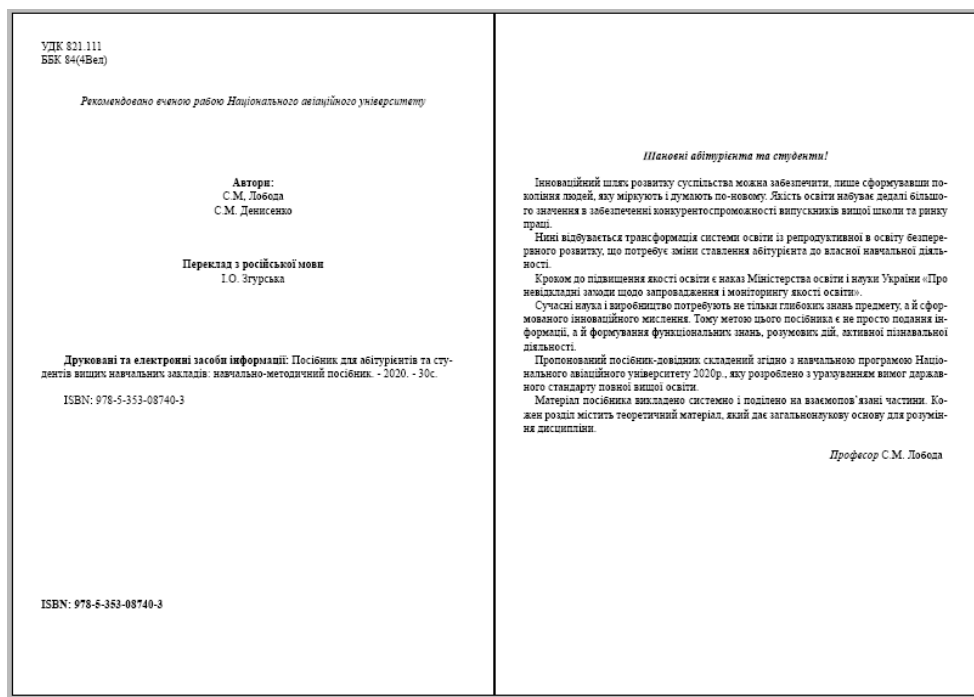 УДК 821.111
ББК 84(4Вел)
Рекомендовано вченою рабою Національного авіаційного університету
Автори:
С.М, Лобода
С.М. Денисенко
Переклад з російської мови
І.О. Згурська
Друковані та електронні засоби інформації: Посібник для абітурієнтів та сту-
дентів вищих навчальних закладів: навчально-методичний посібник. - 2020. - 30с.
ISBN: 978-5-353-08740-3
ISBN: 978-5-353-08740-3
Шановні абітурієнта та студенти!
Інноваційний шлях розвитку суспільства можна забезпечити, лише сформувавши по-
коління людей, яку міркують і думають по-новому. Якість освіти набуває дедалі більшо-
го значення в забезпеченні конкурентоспроможності випускників вищої школи та ринку
праці.
Нині відбувається трансформація системи освіти із репродуктивної в освіту безпере-
рвного розвитку, що потребує зміни ставлення абітурієнта до власної навчальної діяль-
ності.
Кроком до підвищення якості освіти є наказ Міністерства освіти і науки України «Про
невідкладні заходи щодо запровадження і моніторингу якості освіти».
Сучасні наука і виробництво потребують не тільки глибоких знань предмету, а й сфор-
мованого інноваційного мислення. Тому метою цього посібника є не просто подання ін-
формації, а й формування функціональних знань, розумових дій, активної пізнавальної
діяльності.
Пропонований посібник-довідник складений згідно з навчальною програмою Націо-
нального авіаційного університету 2020р., яку розроблено з урахуванням вимог держав-
ного стандарту повної вищої освіти.
Матеріал посібника викладено системно і поділено на взаємопов’язані частини. Ко-
жен розділ містить теоретичний матеріал, який дає загальнонаукову основу для розумін-
ня дисципліни.
Професор С.М. Лобода